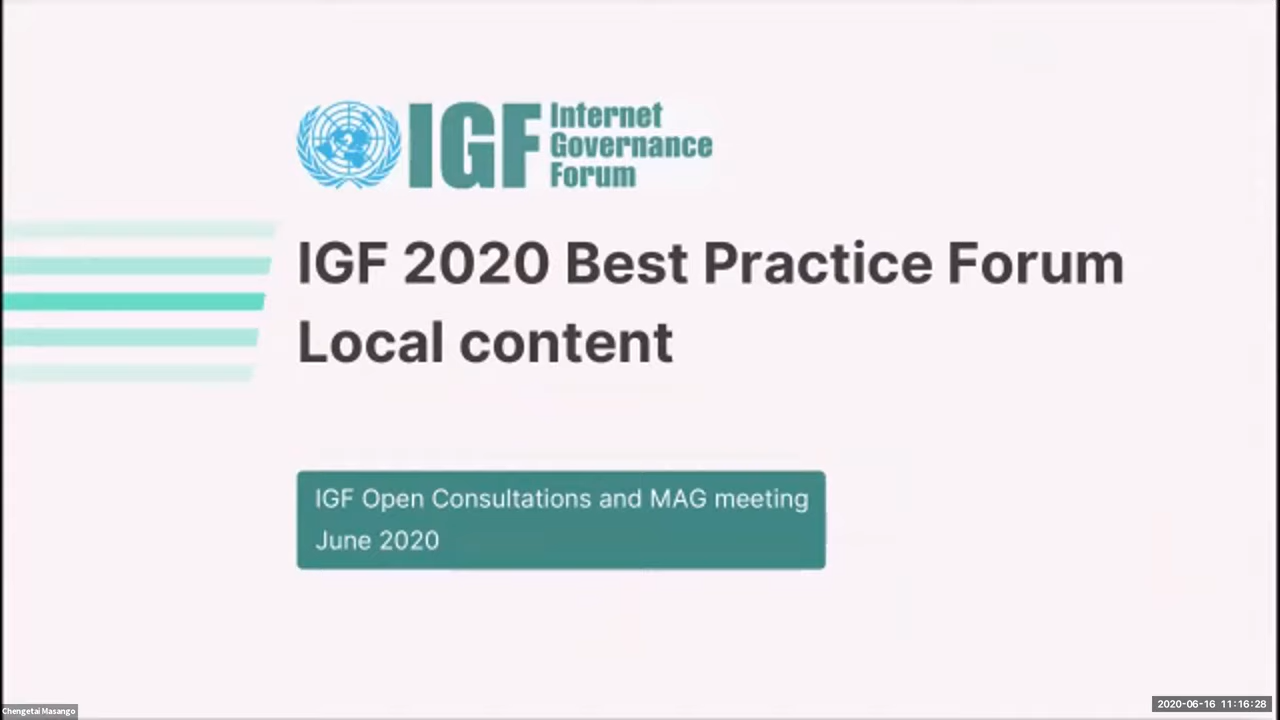 IGF
Internet
Governance
Forum
IGF 2020 Best Practice Forum
Local content
IGF Open Consultations and MAG meeting
June 2020
Chengetai Masango
2020-06-16 11:16:28